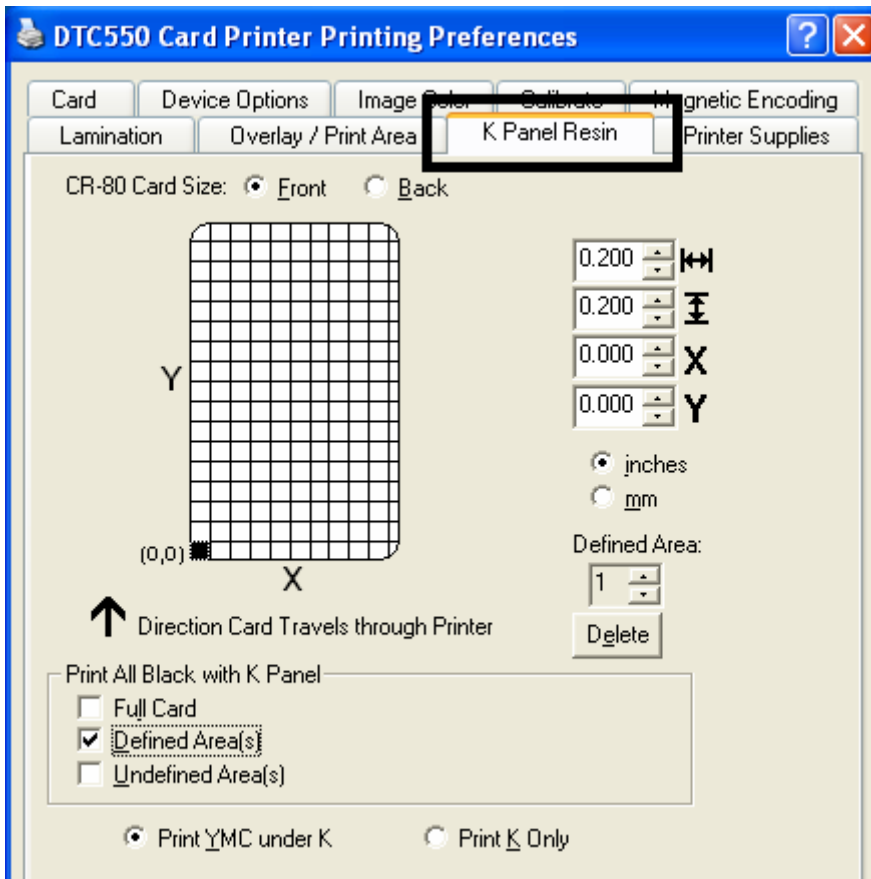 DTC550 Card Printer Printing Preferences
Card Device Options Image Color Calibrate Magnetic Encoding
Lamination Overlay / Print Area K Panel Resin Printer Supplies
CR-80 Card Size: Front Back
0.200
0.200
0.000 X
0.000 Y
Y
inches
mm
(0,0)
X
Defined Area:
1
Direction Card Travels through Printer
Delete
Print All Black with K Panel
Full Card
Defined Area(s)
Undefined Area(s)
Print YMC under K Print K Only